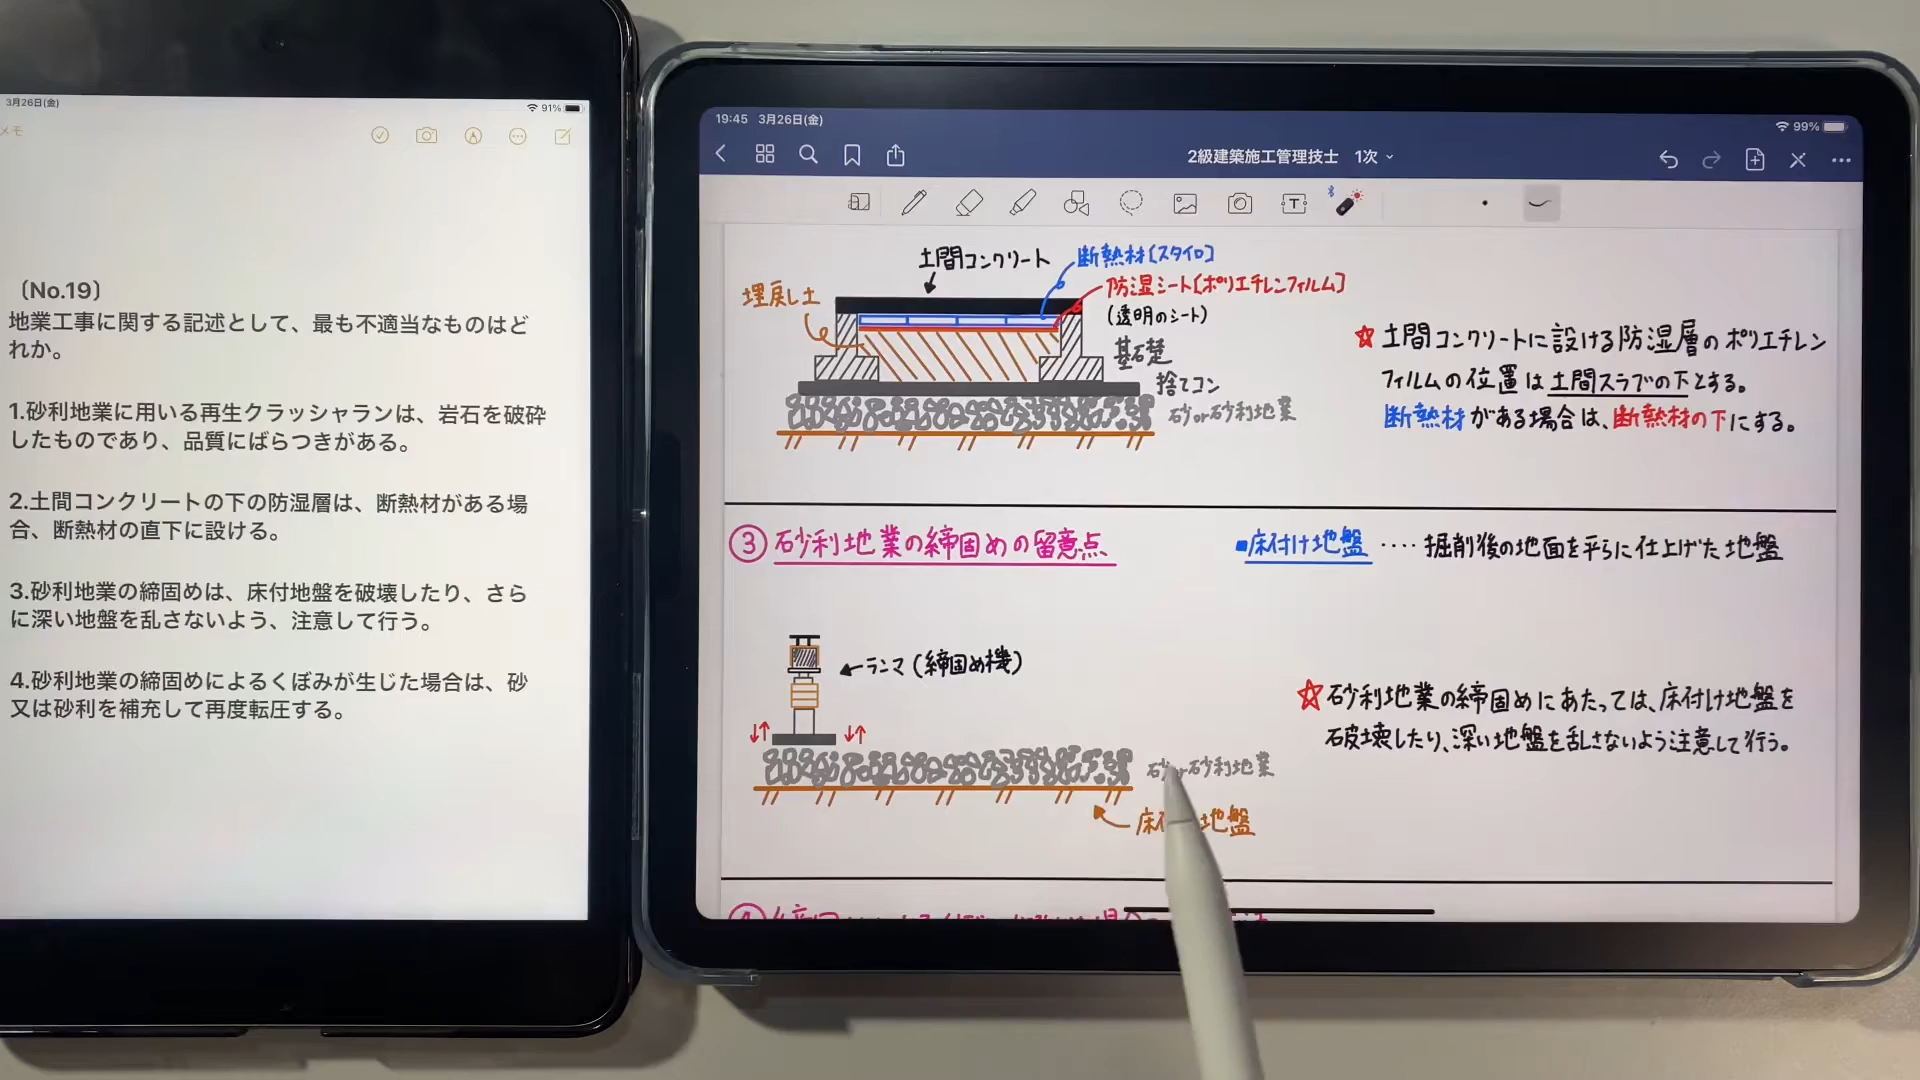 3月26日(金)
91%
メモ
〔No.19〕
地業工事に関する記述として、最も不適当なものはど
れか。
1.砂利地業に用いる再生クラッシャランは、岩石を破砕
したものであり、品質にばらつきがある。
2.土間コンクリートの下の防湿層は、断熱材がある場
合、断熱材の直下に設ける。
3.砂利地業の締固めは、床付地盤を破壊したり、さら
に深い地盤を乱さないよう、注意して行う。
4.砂利地業の締固めによるくぼみが生じた場合は、砂
又は砂利を補充して再度転圧する。
19:45 3月26日(金)
99%
2級建築施工管理技士 1次
土間コンクリート
断熱材[スタイロ]
埋戻し土
防湿シート[ポリエチレンフィルム]
(透明のシート)
基礎
捨てコン
砂or砂利地業
土間コンクリートに設ける防湿層のポリエチレン
フィルムの位置は土間スラブの下とする。
断熱材がある場合は、断熱材の下にする。
③ 砂利地業の締固めの留意点
床付け地盤 ‥‥ 掘削後の地面を平らに仕上げた地盤
ランマ(締固め機)
砂利地業の締固めにあたっては、床付け地盤を
破壊したり、深い地盤を乱さないよう注意して行う。
砂or砂利地業
床付 地盤